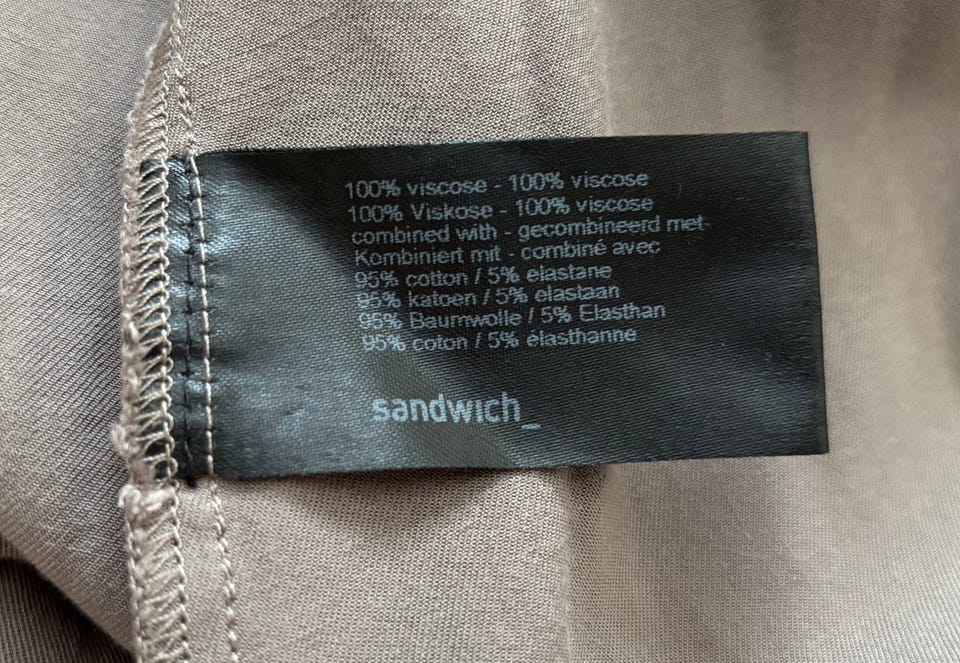 100% viscose - 100% viscose
100% Viskose - 100% viscose
combined with - gecombineerd met
Kombiniert mit - combiné avec
95% cotton / 5% elastane
95% katoen / 5% elastaan
95% Baumwolle / 5% Elasthan
95% coton / 5% élasthanne
sandwich_